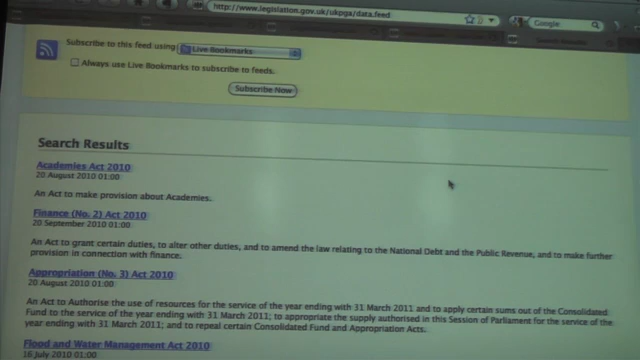 http://www.legislation.gov.uk/ukpga/data.feed
Google
Subscribe to this feed using Live Bookmarks
Always use Live Bookmarks to subscribe to feeds.
Subscribe Now
Search Results
Academies Act 2010
20 August 2010 01:00
An Act to make provision about Academies.
Finance (No. 2) Act 2010
20 September 2010 01:00
An Act to grant certain duties, to alter other duties, and to amend the law relating to the National Debt and the Public Revenue, and to make further
provision in connection with finance.
Appropriation (No. 3) Act 2010
20 August 2010 01:00
An Act to Authorise the use of resources for the service of the year ending with 31 March 2011 and to apply certain sums out of the Consolidated
Fund to the service of the year ending with 31 March 2011; to appropriate the supply authorised in this Session of Parliament for the service of the
year ending with 31 March 2011; and to repeal certain Consolidated Fund and Appropriation Acts.
Flood and Water Management Act 2010
16 July 2010 01:00